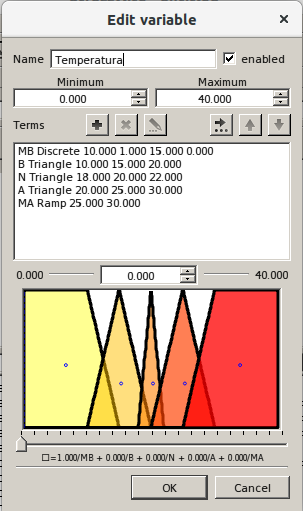 Edit variable
Name Temperatura enabled
Minimum Maximum
0.000 40.000
Terms
MB Discrete 10.000 1.000 15.000 0.000
B Triangle 10.000 15.000 20.000
N Triangle 18.000 20.000 22.000
A Triangle 20.000 25.000 30.000
MA Ramp 25.000 30.000
0.000 0.000 40.000
□=1.000/MB + 0.000/B + 0.000/N + 0.000/A + 0.000/MA
OK Cancel